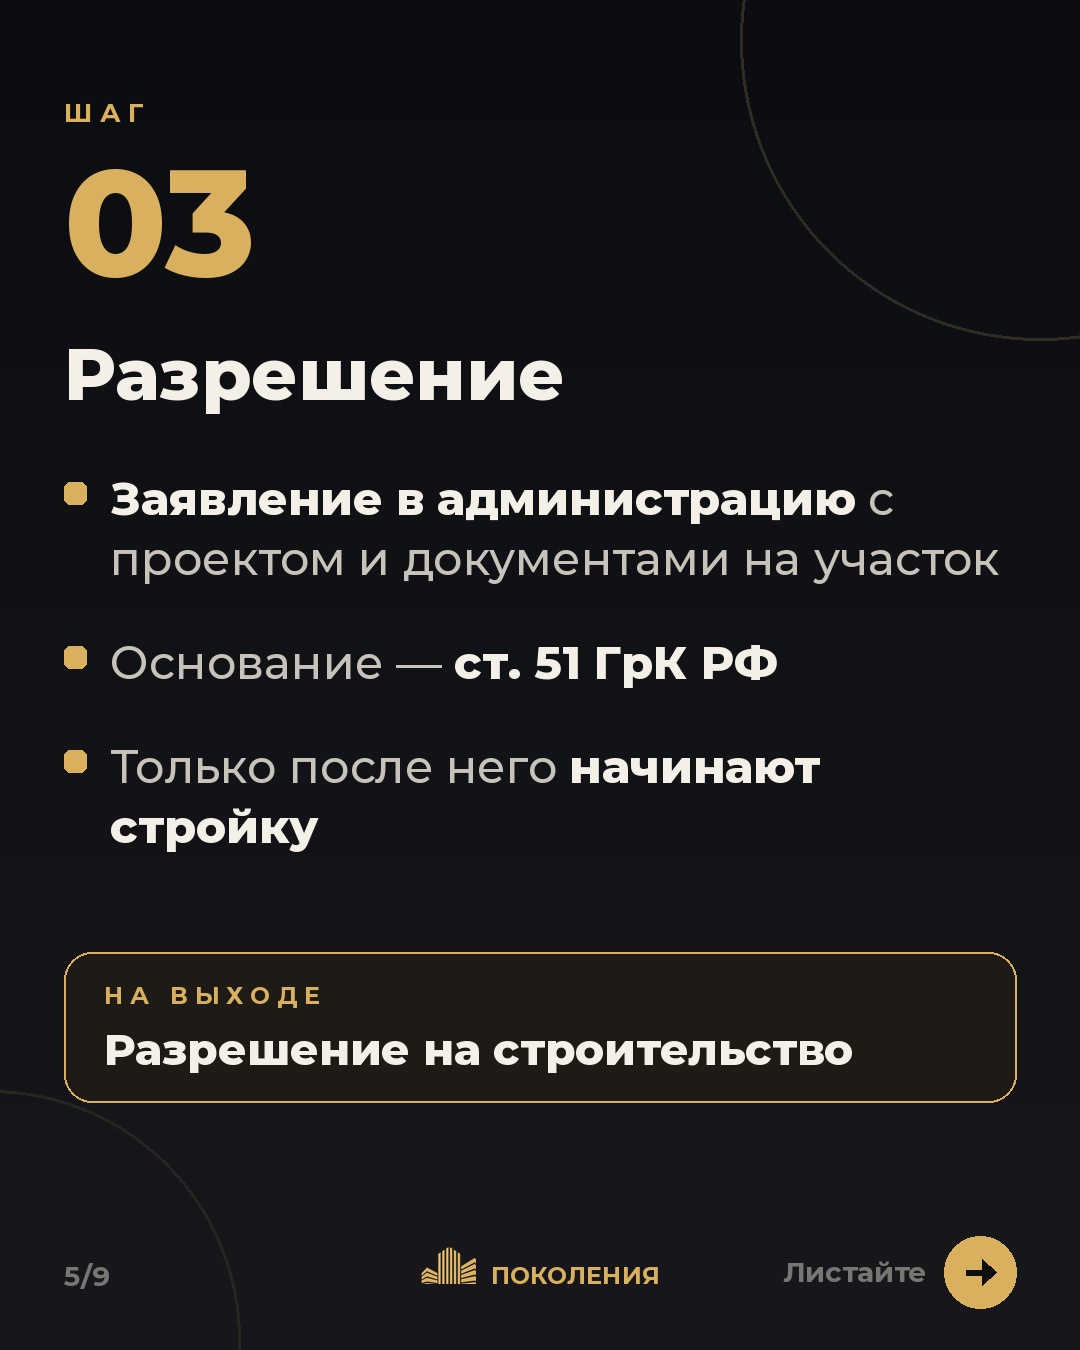 ШАГ
03
Разрешение
Заявление в администрацию с
проектом и документами на участок
Основание — ст. 51 ГрК РФ
Только после него начинают
стройку
НА ВЫХОДЕ
Разрешение на строительство
5/9
ПОКОЛЕНИЯ
Листайте